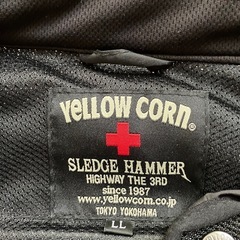 YeLLOW CORN®
SLEDGE HAMMER
HIGHWAY THE 3RD
since 1987
www.yellowcorn.co.jp
TOKYO YOKOHAMA
LL